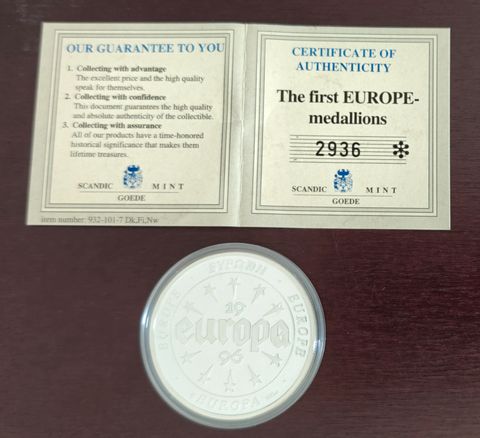 OUR GUARANTEE TO YOU
1. Collecting with advantage
The excellent price and the high quality
speak for themselves.
2. Collecting with confidence
This document guarantees the high quality
and absolute authenticity of the collectible.
3. Collecting with assurance
All of our products have a time-honored
historical significance that makes them
lifetime treasures.
SCANDIC MINT
GOEDE
item number: 932-101-7 Dk,Fi,Nw
CERTIFICATE OF
AUTHENTICITY
The first EUROPE-
medallions
2936 ✻
SCANDIC MINT
GOEDE
ΕΥΡΩΠΗ
EUROPE
EUROPE
19
europa
96
EUROPA